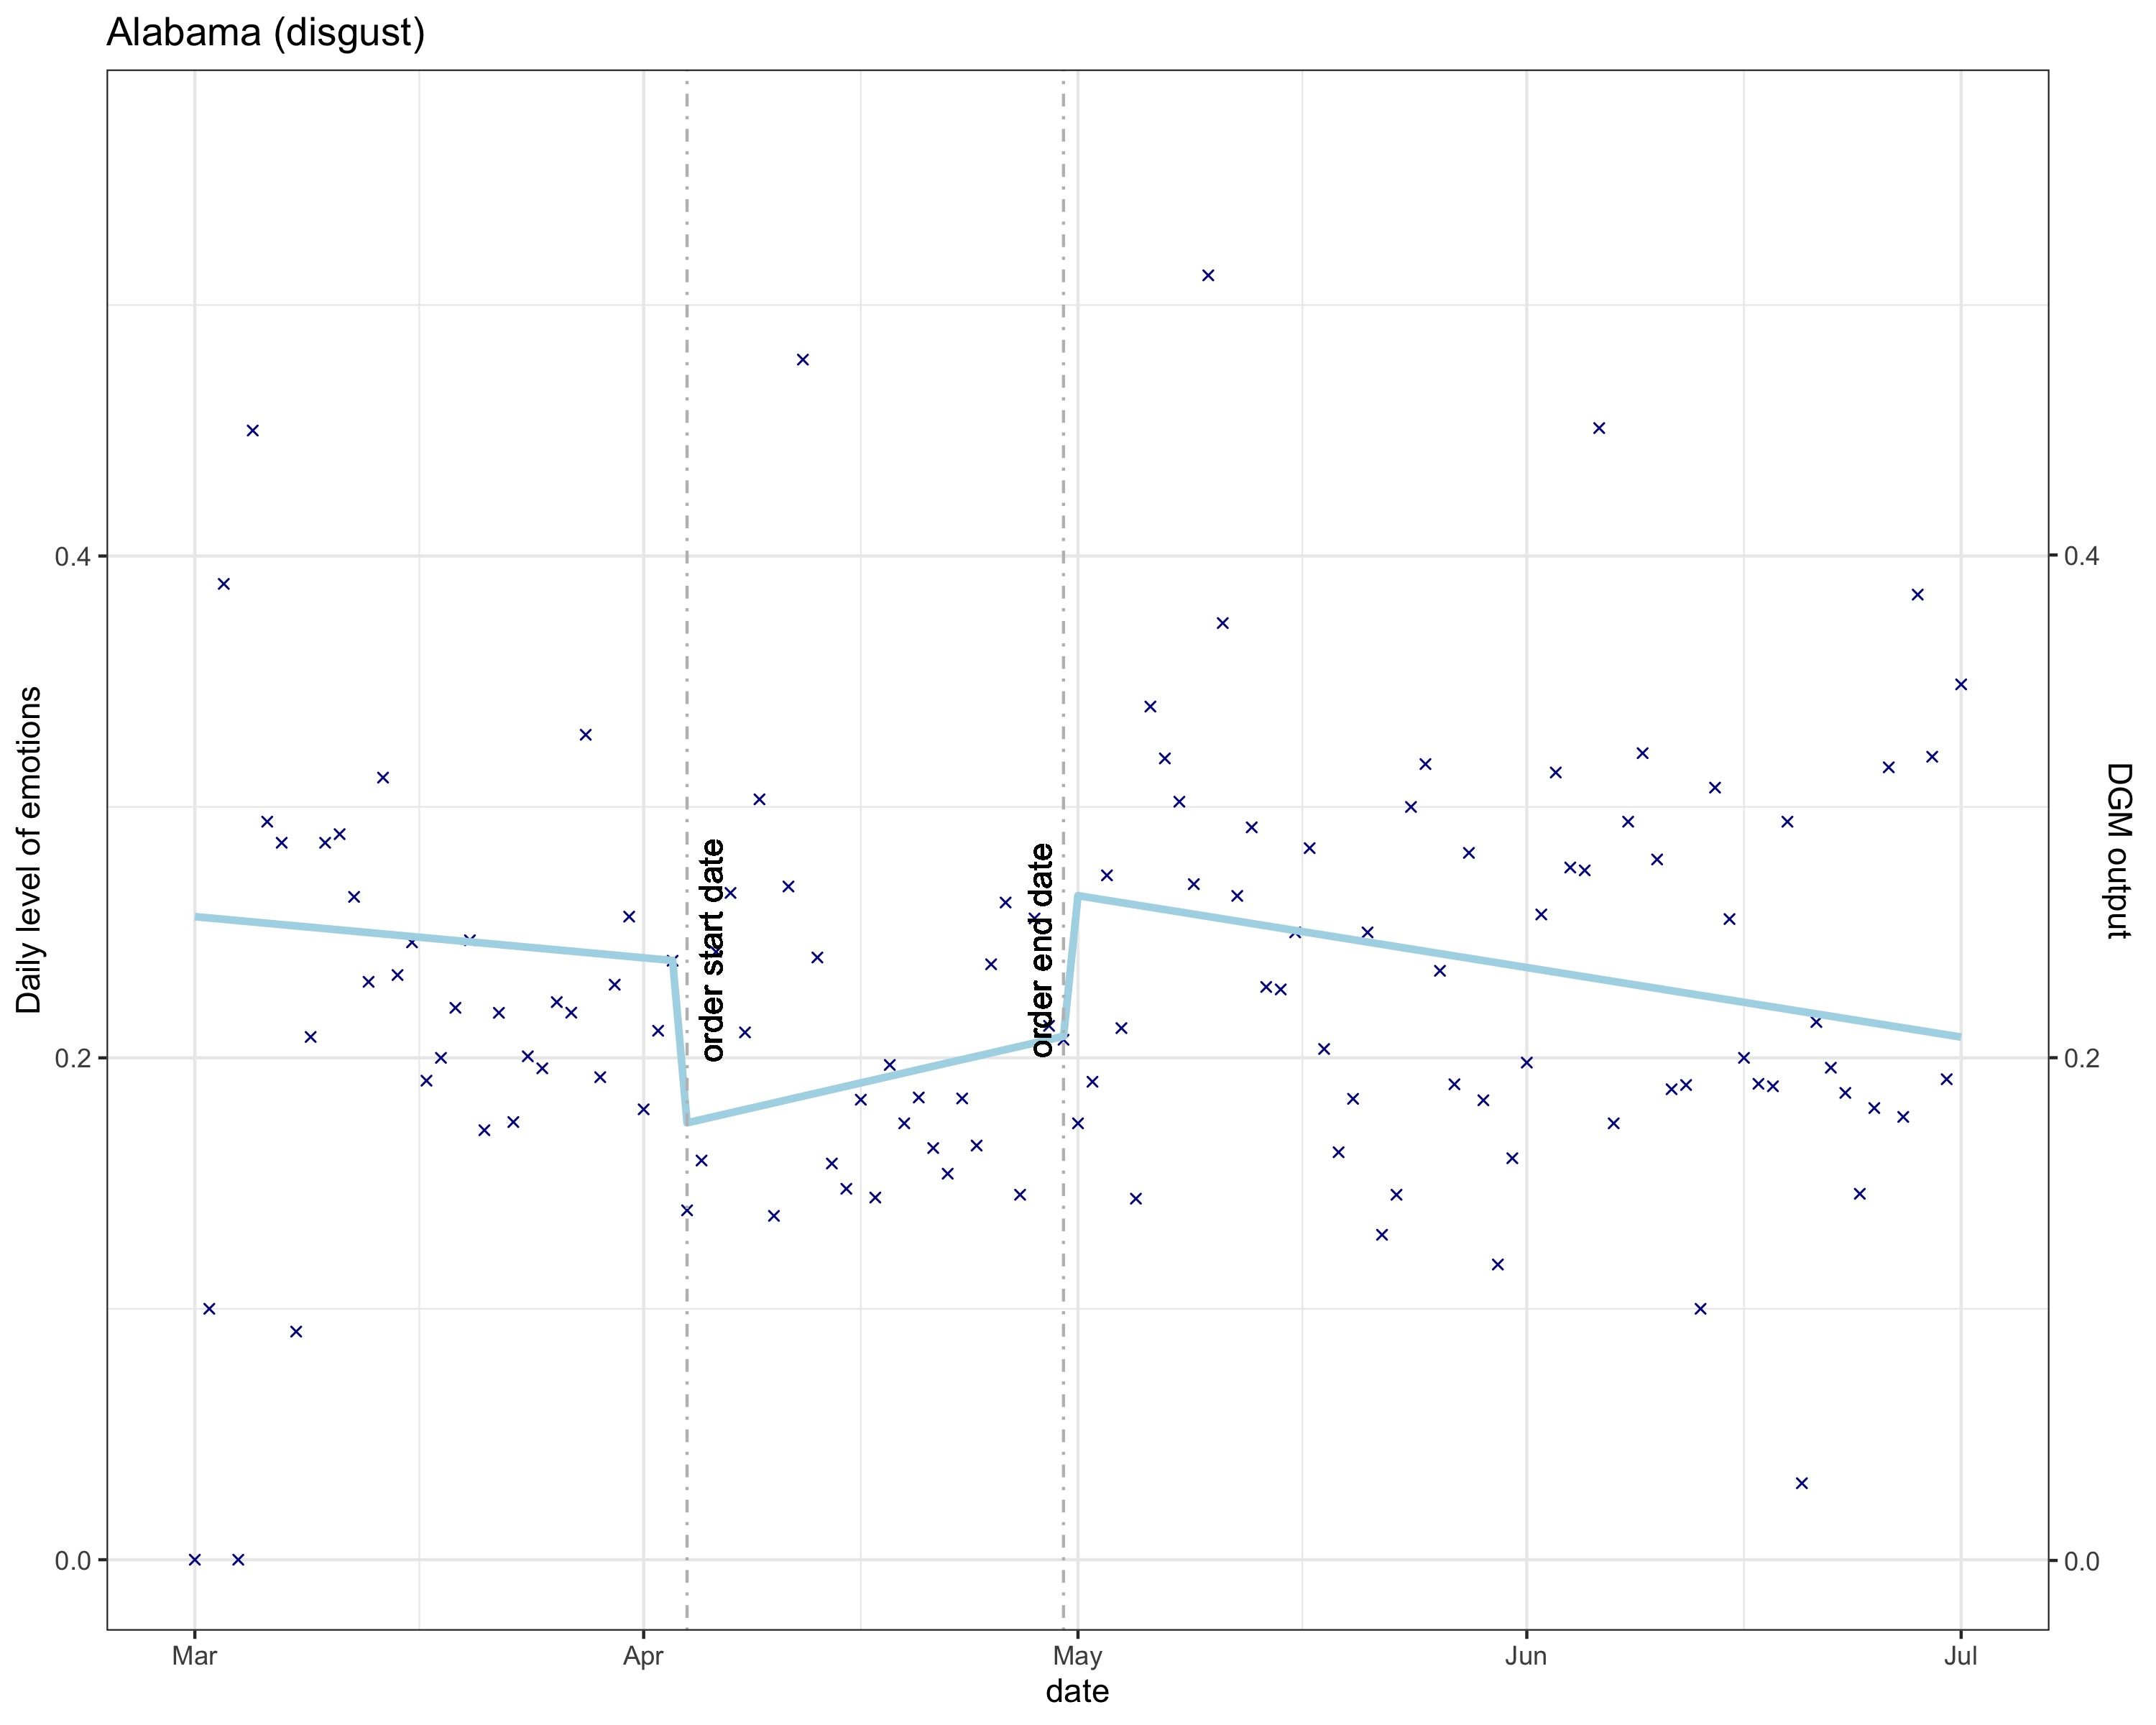 Alabama (disgust)
Daily level of emotions
0.4
0.2
0.0
order start date
order end date
0.4
0.2
0.0
DGM output
Mar Apr May Jun Jul
date